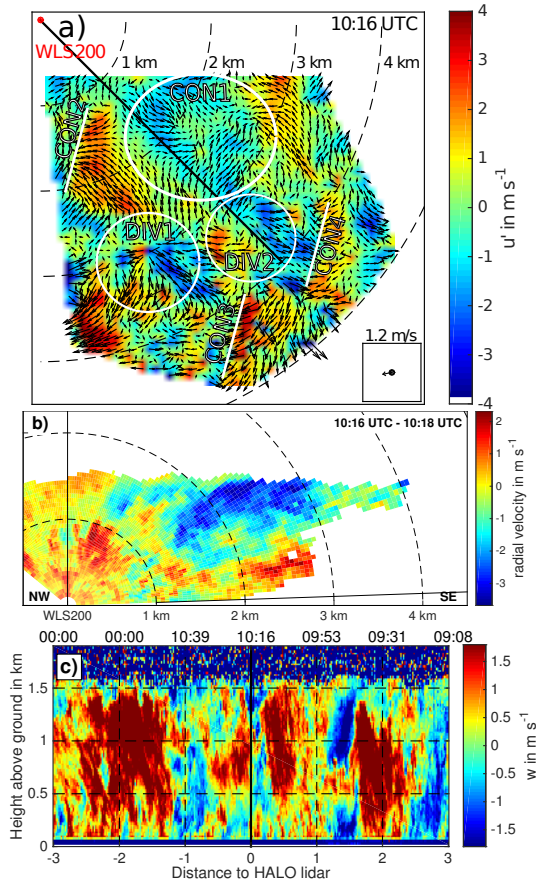 a)
10:16 UTC
WLS200
1 km
2 km
3 km
4 km
CON1
CON2
DIV1
DIV2
CON4
CON3
1.2 m/s
4
3
2
1
0
-1
-2
-3
-4
u' in m s-1
b)
10:16 UTC - 10:18 UTC
NW
SE
WLS200
1 km
2 km
3 km
4 km
2
1
0
-1
-2
-3
radial velocity in m s-1
00:00 00:00 10:39 10:16 09:53 09:31 09:08
c)
1.5
1
0.5
0
Height above ground in km
-3 -2 -1 0 1 2 3
Distance to HALO lidar
1.5
1
0.5
0
-0.5
-1
-1.5
w in m s-1